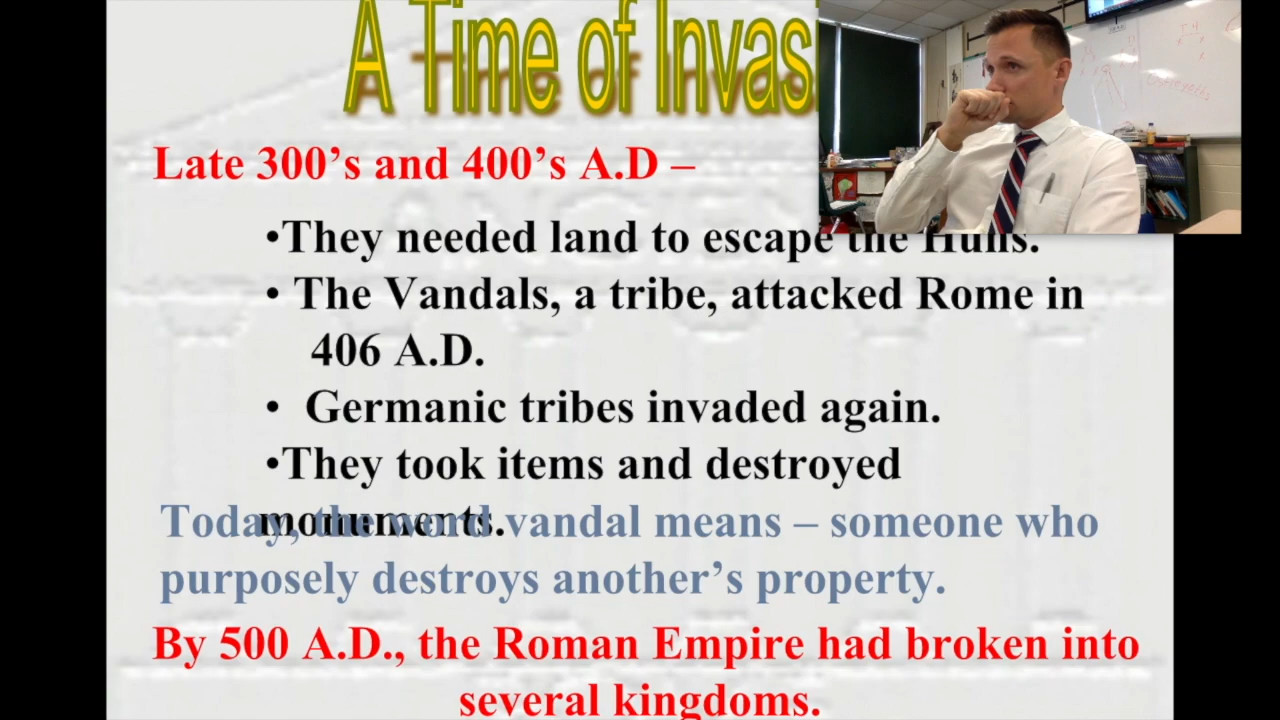 A Time of Invasi
Late 300’s and 400’s A.D –
•They needed land to escape the Huns.
• The Vandals, a tribe, attacked Rome in
406 A.D.
• Germanic tribes invaded again.
•They took items and destroyed
monuments.
Today, the word vandal means – someone who
purposely destroys another’s property.
By 500 A.D., the Roman Empire had broken into
several kingdoms.